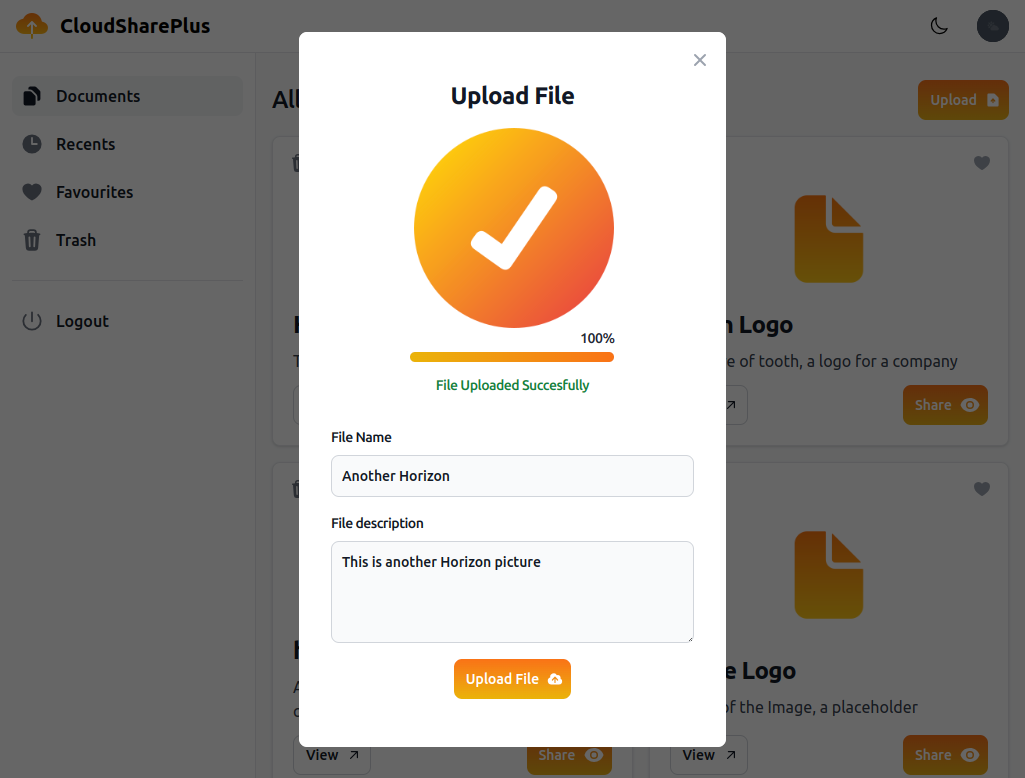 CloudSharePlus
Documents
Recents
Favourites
Trash
Logout
All
Upload
Upload File
100%
File Uploaded Succesfully
File Name
Another Horizon
File description
This is another Horizon picture
Upload File
Logo
of tooth, a logo for a company
Share
Logo
of the Image, a placeholder
View
Share
View
Share